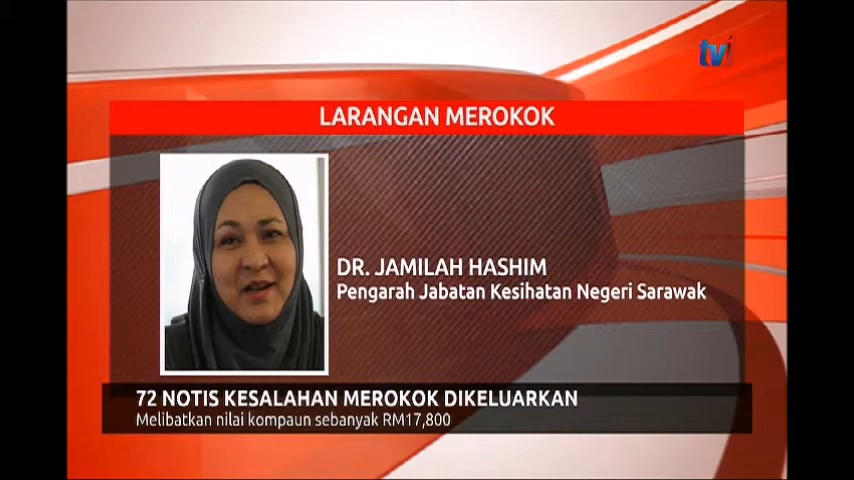 tvi
LARANGAN MEROKOK
DR. JAMILAH HASHIM
Pengarah Jabatan Kesihatan Negeri Sarawak
72 NOTIS KESALAHAN MEROKOK DIKELUARKAN
Melibatkan nilai kompaun sebanyak RM17,800